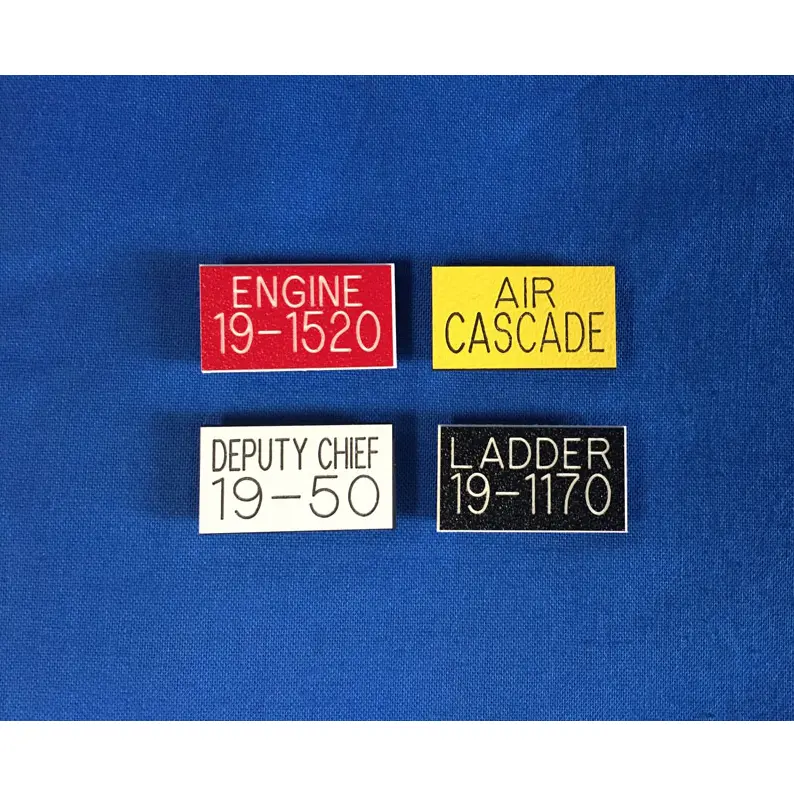 ENGINE
19-1520
AIR
CASCADE
DEPUTY CHIEF
19-50
LADDER
19-1170